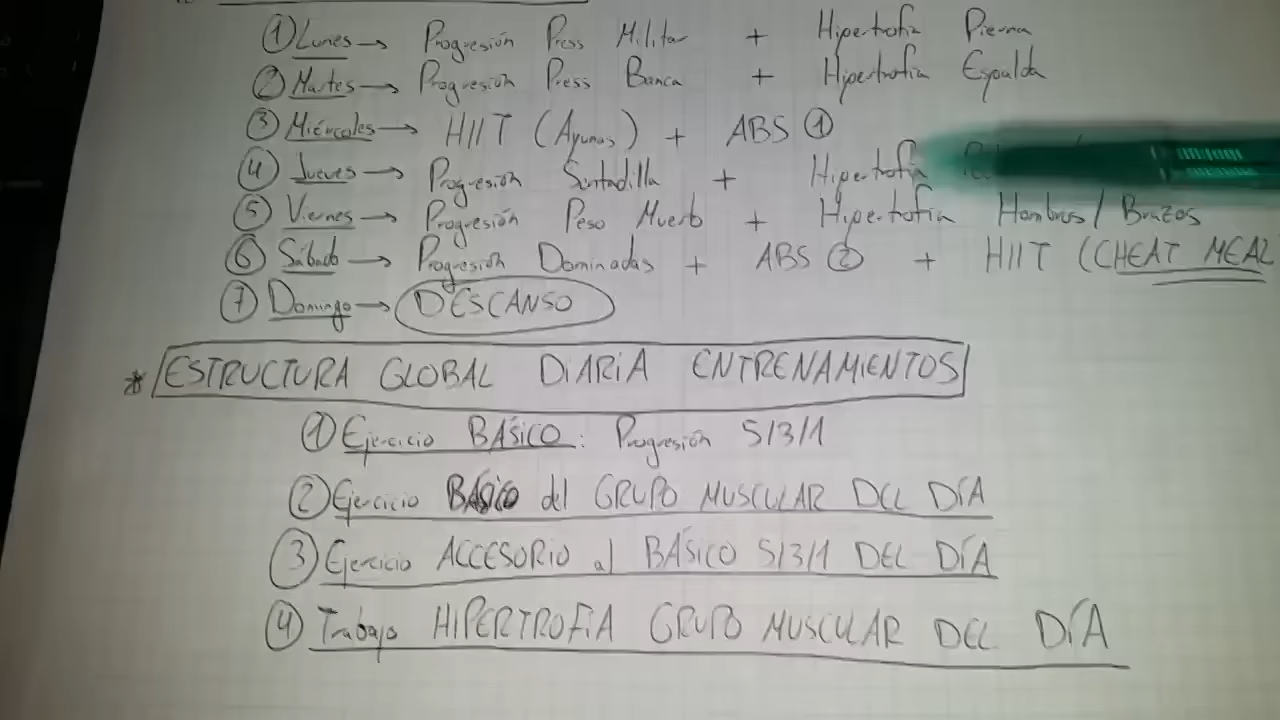 ① Lunes → Progresión Press Militar + Hipertrofia Pierna
② Martes → Progresión Press Banca + Hipertrofia Espalda
③ Miércoles → HIIT (Ayunas) + ABS ①
④ Jueves → Progresión Sentadilla + Hipertrofia
⑤ Viernes → Progresión Peso Muerto + Hipertrofia Hombros/Brazos
⑥ Sábado → Progresión Dominadas + ABS ② + HIIT (CHEAT MEAL
⑦ Domingo → DESCANSO
* ESTRUCTURA GLOBAL DIARIA ENTRENAMIENTOS
① Ejercicio BÁSICO: Progresión 5/3/1
② Ejercicio BÁSICO del GRUPO MUSCULAR DEL DÍA
③ Ejercicio ACCESORIO al BÁSICO 5/3/1 DEL DÍA
④ Trabajo HIPERTROFIA GRUPO MUSCULAR DEL DÍA